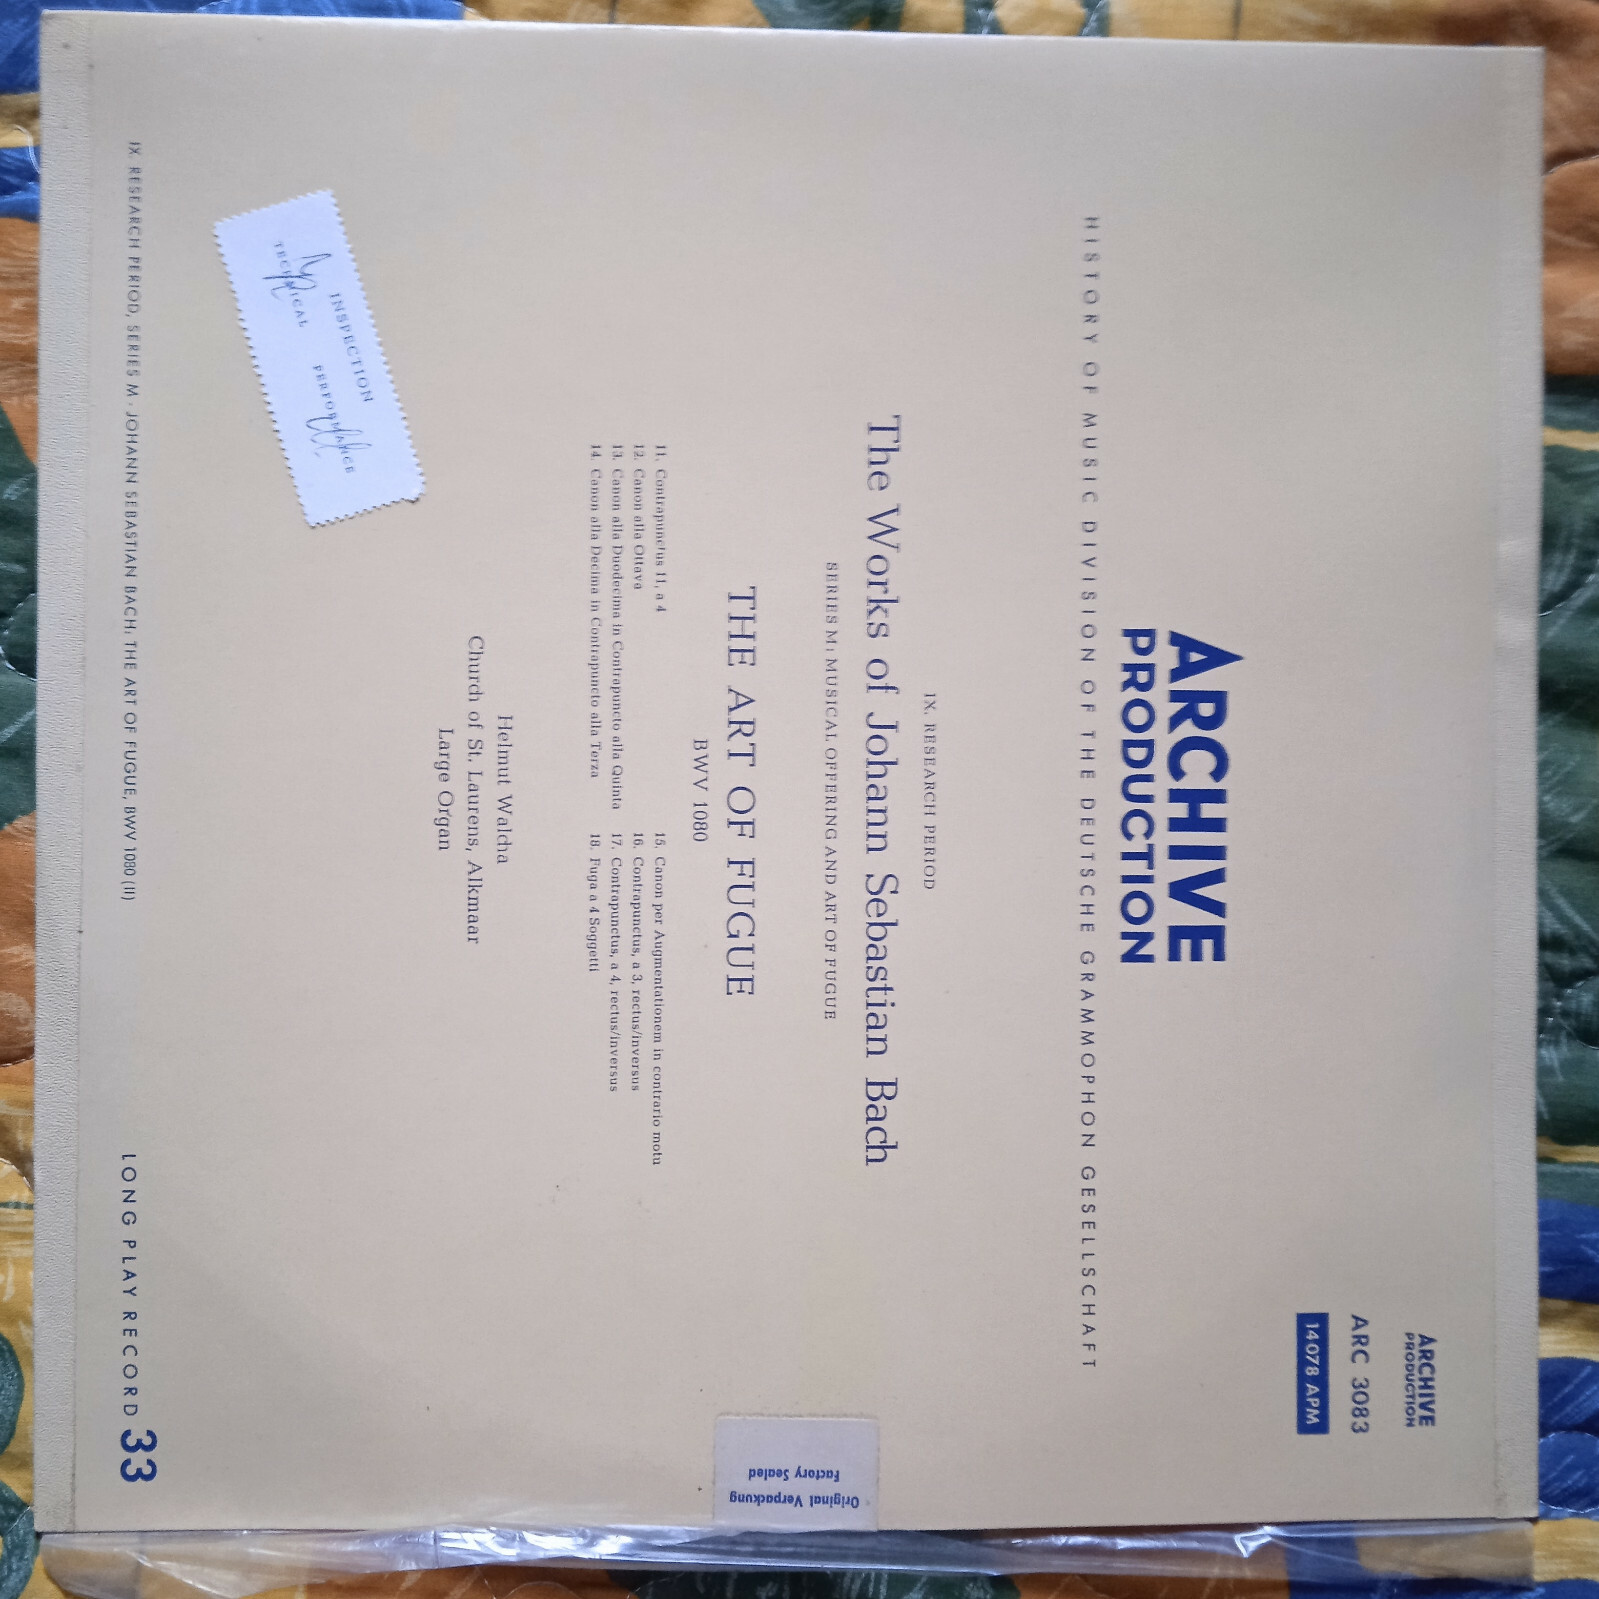 ARCHIVE
PRODUCTION
ARC 3083
14078 APM
ARCHIVE
PRODUCTION
HISTORY OF MUSIC DIVISION OF THE DEUTSCHE GRAMMOPHON GESELLSCHAFT
IX. RESEARCH PERIOD
The Works of Johann Sebastian Bach
SERIES M: MUSICAL OFFERING AND ART OF FUGUE
THE ART OF FUGUE
BWV 1080
11. Contrapunctus 11, a 4
12. Canon alla Ottava
13. Canon alla Duodecima in Contrapuncto alla Quinta
14. Canon alla Decima in Contrapuncto alla Terza
15. Canon per Augmentationem in contrario motu
16. Contrapunctus, a 3, rectus/inversus
17. Contrapunctus, a 4, rectus/inversus
18. Fuga a 4 Soggetti
Helmut Walcha
Church of St. Laurens, Alkmaar
Large Organ
INSPECTION
TECHNICAL PERFORMANCE
IX. RESEARCH PERIOD, SERIES M · JOHANN SEBASTIAN BACH: THE ART OF FUGUE, BWV 1080 (II)
LONG PLAY RECORD 33
Original Verpackung
Factory Sealed